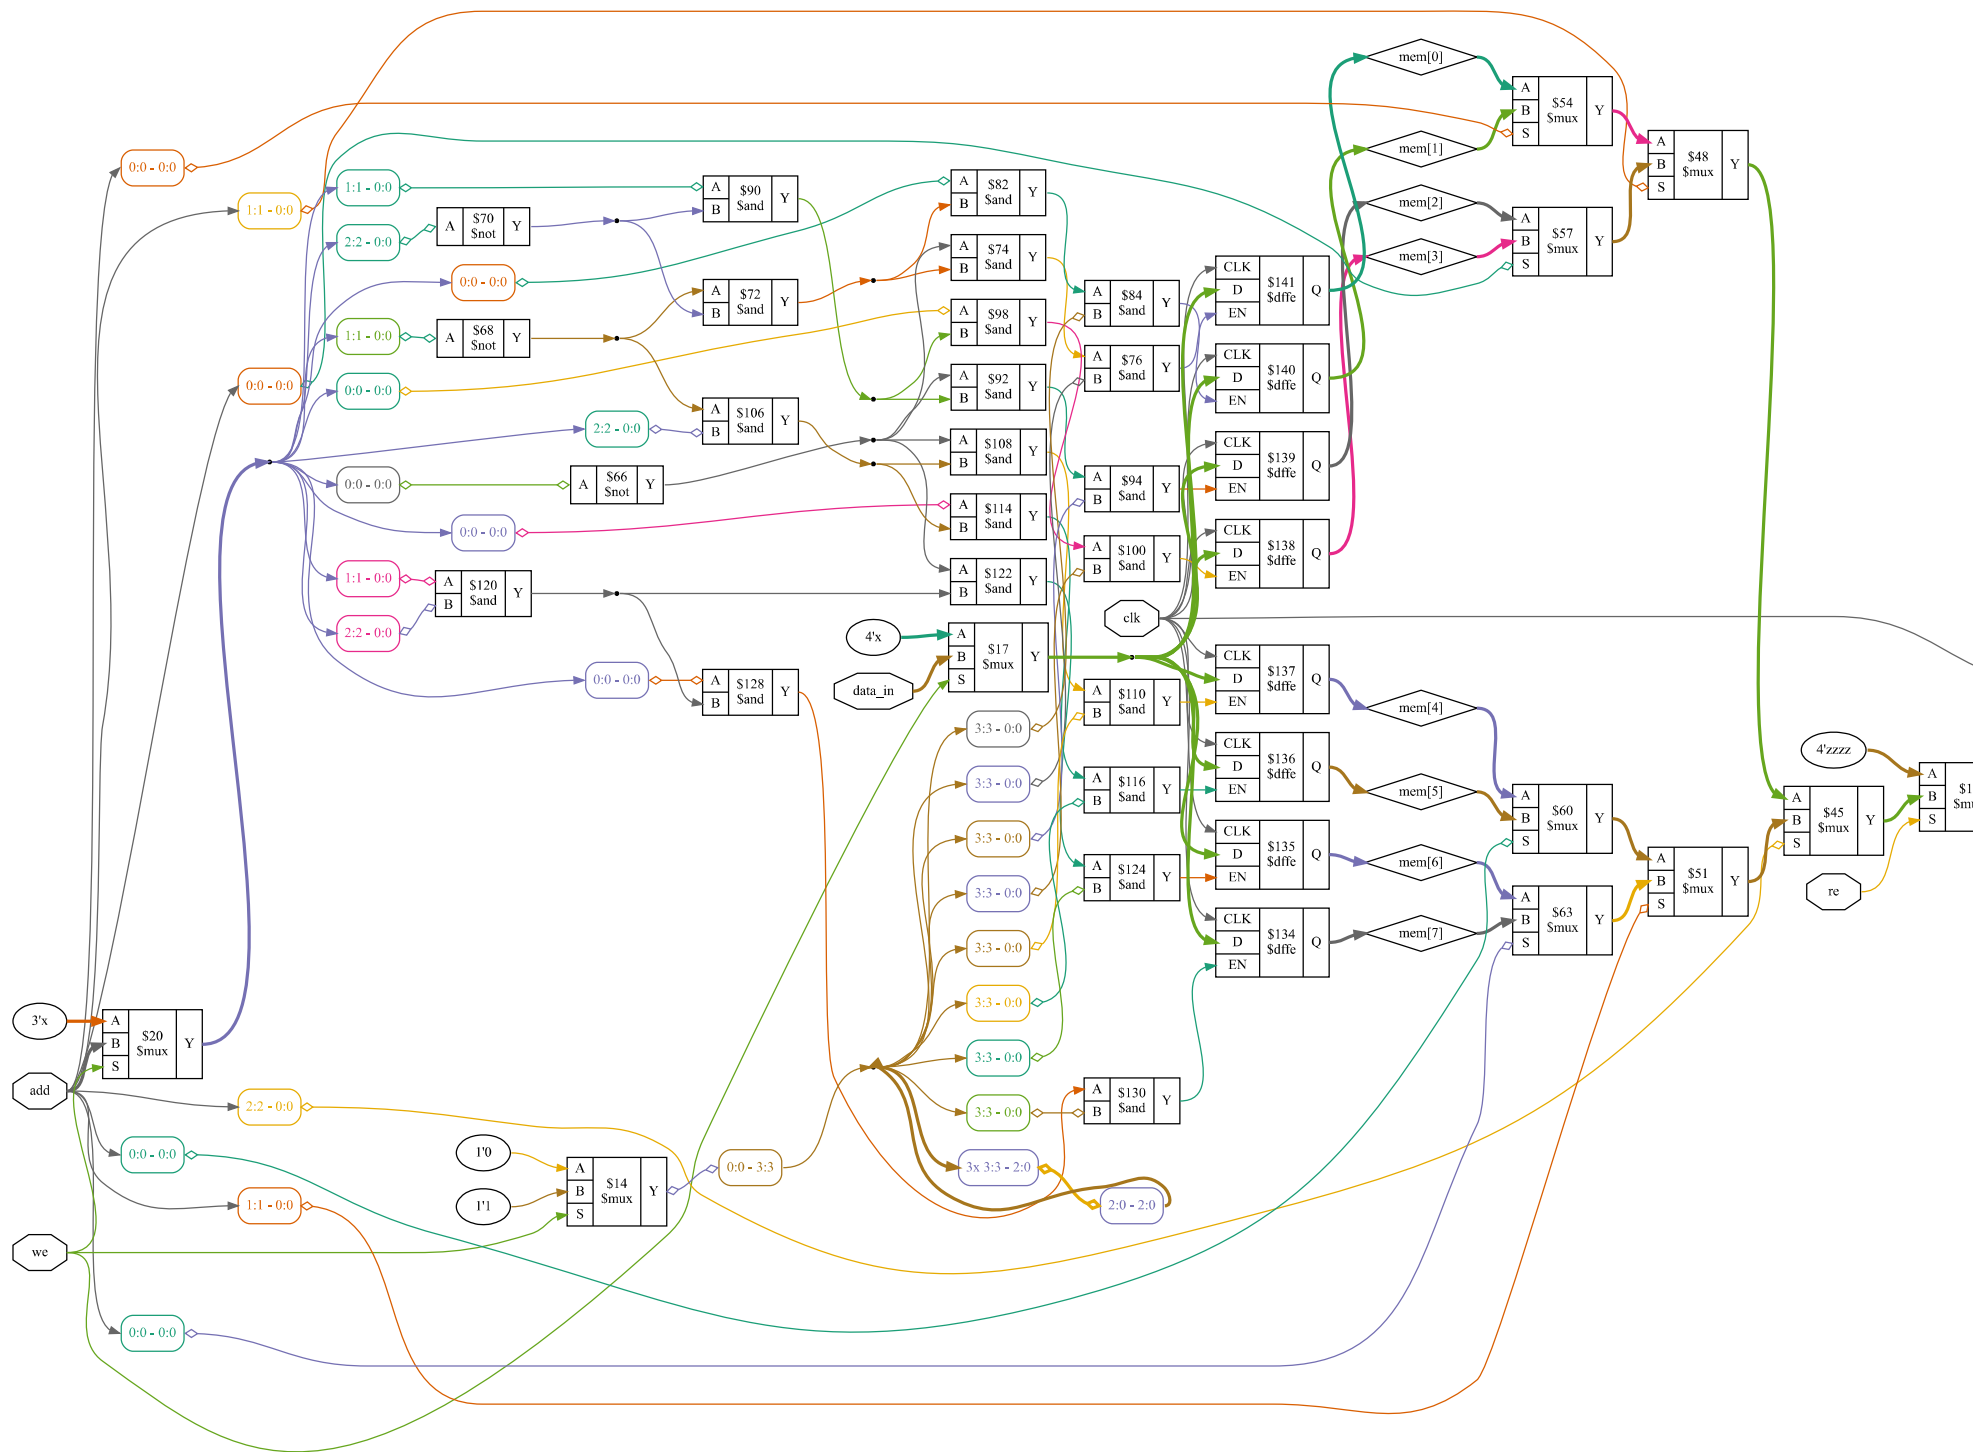 mem[0]
A
B
S
$54
$mux
Y
mem[1]
A
B
S
$48
$mux
Y
0:0 - 0:0
1:1 - 0:0
1:1 - 0:0
A
B
$90
$and
Y
A
B
$82
$and
Y
mem[2]
1:1 - 0:0
A
$70
$not
Y
2:2 - 0:0
A
B
S
$57
$mux
Y
A
B
$74
$and
Y
mem[3]
0:0 - 0:0
CLK
D
EN
$141
$dffe
Q
A
B
$72
$and
Y
A
B
$84
$and
Y
A
B
$98
$and
Y
1:1 - 0:0
A
$68
$not
Y
A
B
$76
$and
Y
CLK
D
EN
$140
$dffe
Q
0:0 - 0:0
0:0 - 0:0
A
B
$92
$and
Y
A
B
$106
$and
Y
2:2 - 0:0
A
B
$108
$and
Y
CLK
D
EN
$139
$dffe
Q
0:0 - 0:0
A
$66
$not
Y
A
B
$94
$and
Y
A
B
$114
$and
Y
0:0 - 0:0
A
B
$100
$and
Y
CLK
D
EN
$138
$dffe
Q
1:1 - 0:0
A
B
$120
$and
Y
A
B
$122
$and
Y
2:2 - 0:0
clk
4'x
A
B
S
$17
$mux
Y
data_in
0:0 - 0:0
A
B
$128
$and
Y
CLK
D
EN
$137
$dffe
Q
A
B
$110
$and
Y
mem[4]
3:3 - 0:0
4'zzzz
CLK
D
EN
$136
$dffe
Q
3:3 - 0:0
A
B
$116
$and
Y
mem[5]
A
B
S
A
B
S
$60
$mux
Y
A
B
S
$45
$mux
Y
3:3 - 0:0
CLK
D
EN
$135
$dffe
Q
mem[6]
A
B
$124
$and
Y
A
B
S
$51
$mux
Y
re
3:3 - 0:0
A
B
S
$63
$mux
Y
3:3 - 0:0
CLK
D
EN
$134
$dffe
Q
mem[7]
3:3 - 0:0
3'x
A
B
S
$20
$mux
Y
3:3 - 0:0
add
2:2 - 0:0
3:3 - 0:0
A
B
$130
$and
Y
0:0 - 0:0
1'0
1'1
A
B
S
$14
$mux
Y
0:0 - 3:3
3x 3:3 - 2:0
2:0 - 2:0
1:1 - 0:0
we
0:0 - 0:0